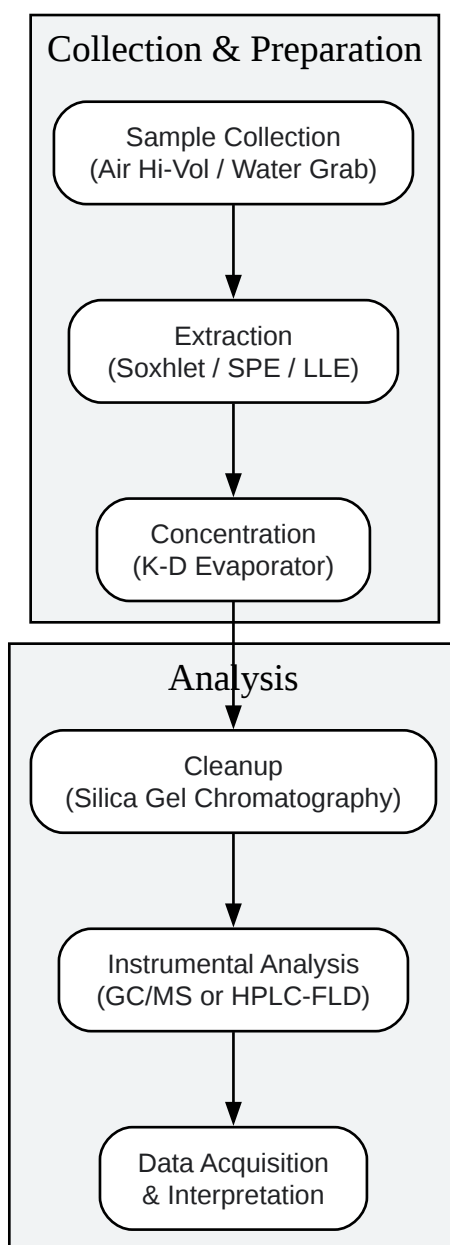 Collection & Preparation
Sample Collection
(Air Hi-Vol / Water Grab)
Extraction
(Soxhlet / SPE / LLE)
Concentration
(K-D Evaporator)
Analysis
Cleanup
(Silica Gel Chromatography)
Instrumental Analysis
(GC/MS or HPLC-FLD)
Data Acquisition
& Interpretation